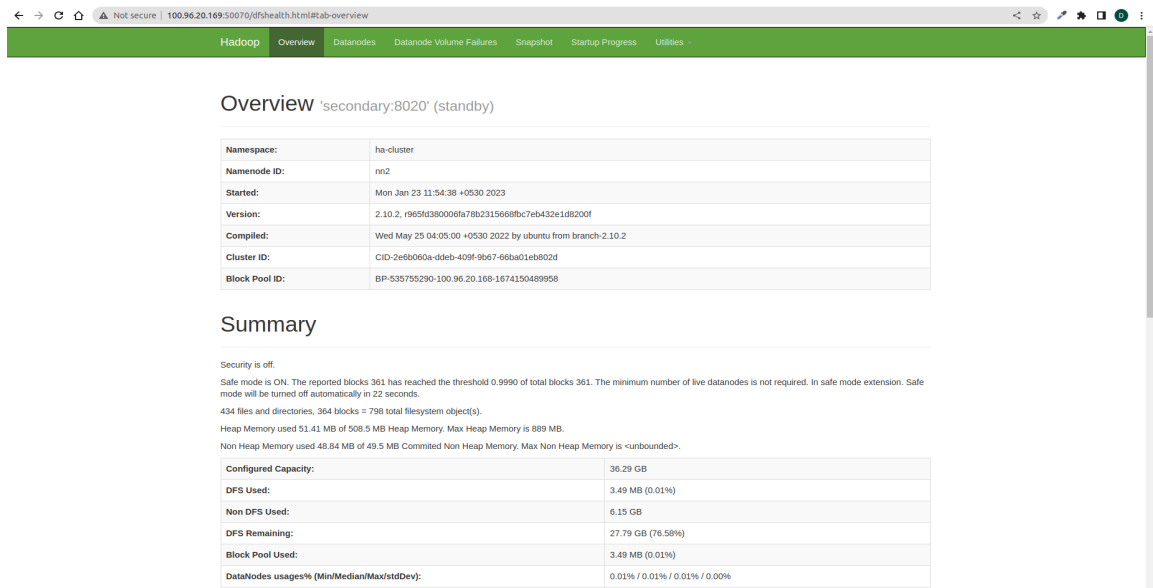 Not secure | 100.96.20.169:50070/dfshealth.html#tab-overview
D
Hadoop Overview Datanodes Datanode Volume Failures Snapshot Startup Progress Utilities
Overview 'secondary:8020' (standby)
Namespace: ha-cluster
Namenode ID: nn2
Started: Mon Jan 23 11:54:38 +0530 2023
Version: 2.10.2, r965fd380006fa78b2315668fbc7eb432e1d8200f
Compiled: Wed May 25 04:05:00 +0530 2022 by ubuntu from branch-2.10.2
Cluster ID: CID-2e6b060a-ddeb-409f-9b67-66ba01eb802d
Block Pool ID: BP-535755290-100.96.20.168-1674150489958
Summary
Security is off.
Safe mode is ON. The reported blocks 361 has reached the threshold 0.9990 of total blocks 361. The minimum number of live datanodes is not required. In safe mode extension. Safe
mode will be turned off automatically in 22 seconds.
434 files and directories, 364 blocks = 798 total filesystem object(s).
Heap Memory used 51.41 MB of 508.5 MB Heap Memory. Max Heap Memory is 889 MB.
Non Heap Memory used 48.84 MB of 49.5 MB Commited Non Heap Memory. Max Non Heap Memory is <unbounded>.
Configured Capacity: 36.29 GB
DFS Used: 3.49 MB (0.01%)
Non DFS Used: 6.15 GB
DFS Remaining: 27.79 GB (76.58%)
Block Pool Used: 3.49 MB (0.01%)
DataNodes usages% (Min/Median/Max/stdDev): 0.01% / 0.01% / 0.01% / 0.00%